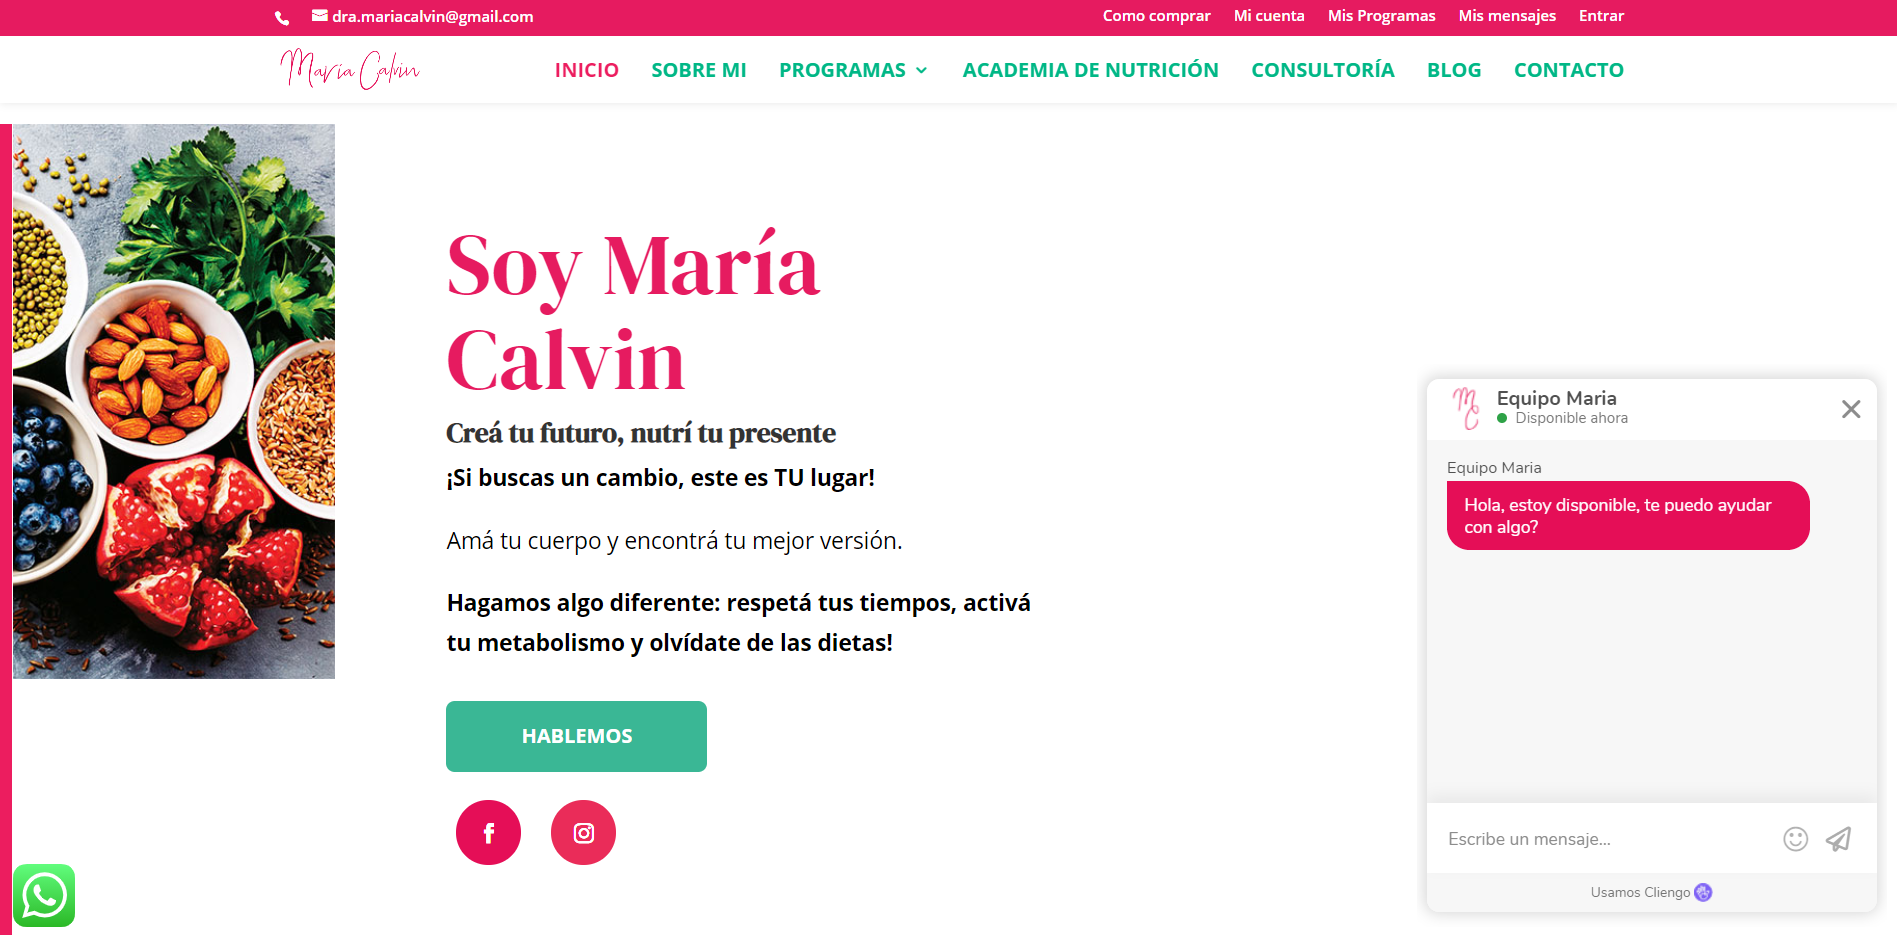 dra.mariacalvin@gmail.com
Como comprar Mi cuenta Mis Programas Mis mensajes Entrar
María Calvin
INICIO SOBRE MI PROGRAMAS ACADEMIA DE NUTRICIÓN CONSULTORÍA BLOG CONTACTO
Soy María
Calvin
Creá tu futuro, nutrí tu presente
¡Si buscas un cambio, este es TU lugar!
Amá tu cuerpo y encontrá tu mejor versión.
Hagamos algo diferente: respetá tus tiempos, activá
tu metabolismo y olvídate de las dietas!
HABLEMOS
MC
Equipo Maria
Disponible ahora
Equipo Maria
Hola, estoy disponible, te puedo ayudar
con algo?
Escribe un mensaje...
Usamos Cliengo